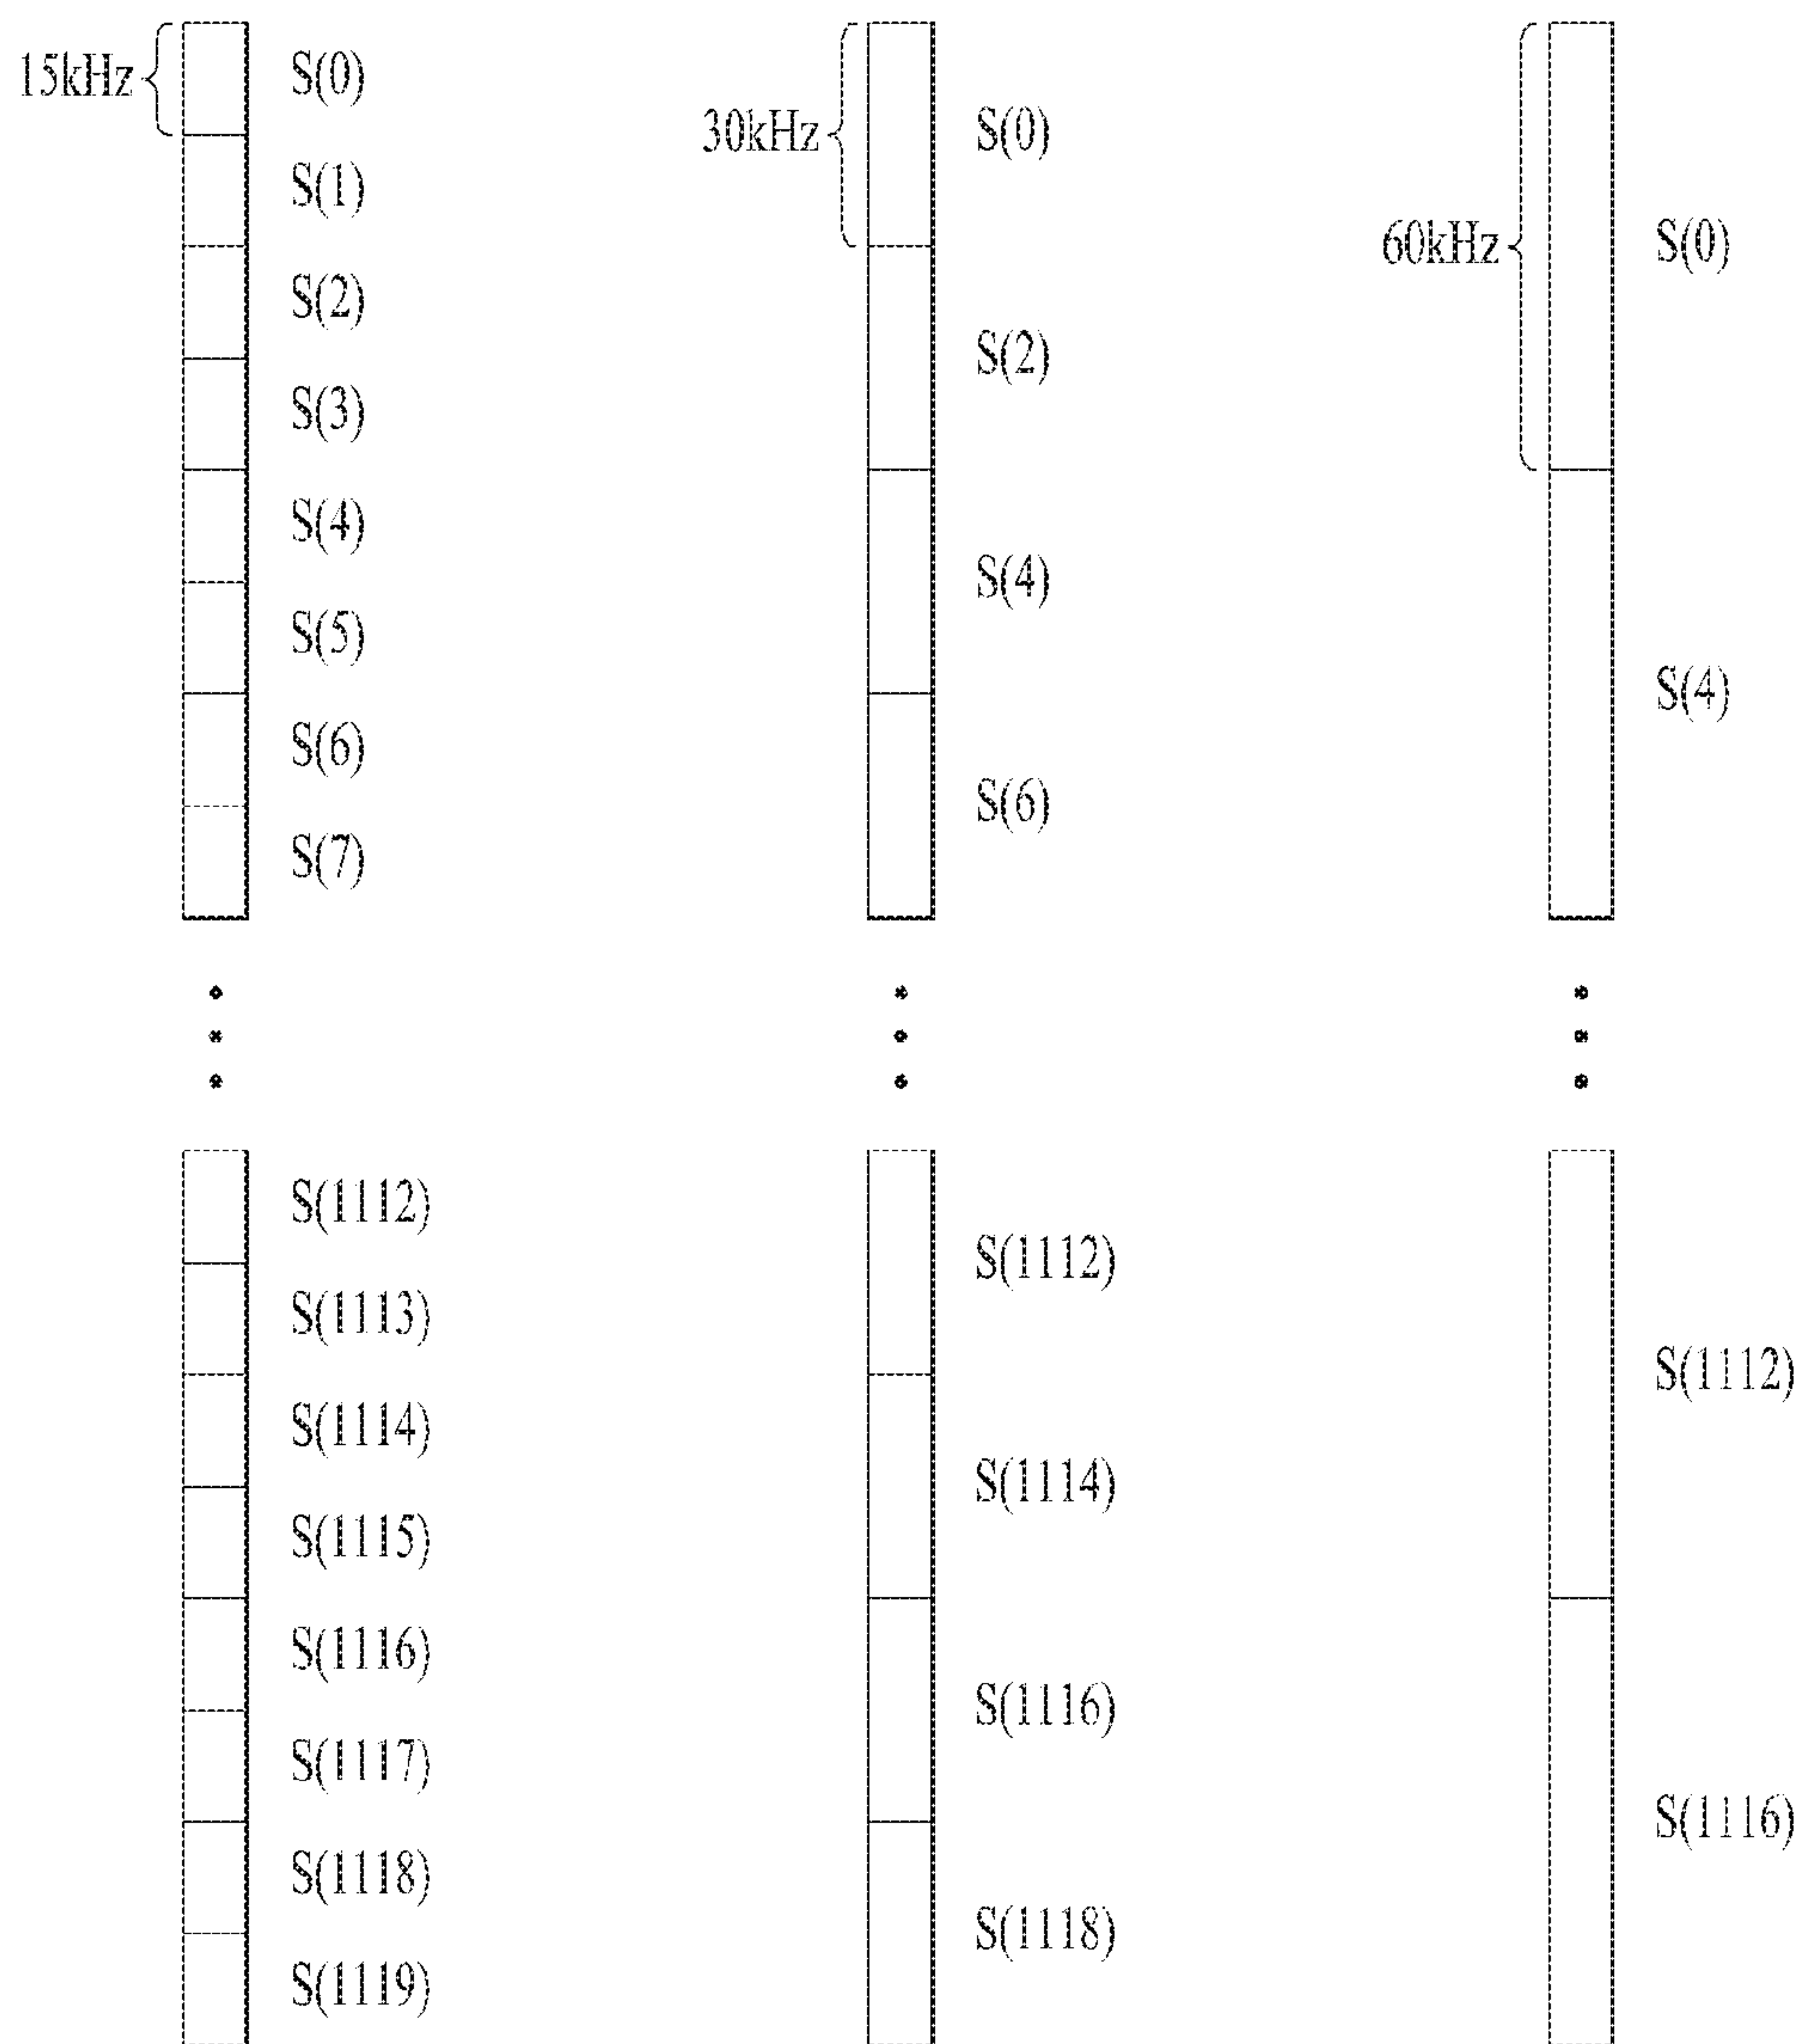 15kHz
S(0)
S(1)
S(2)
S(3)
S(4)
S(5)
S(6)
S(7)
S(1112)
S(1113)
S(1114)
S(1115)
S(1116)
S(1117)
S(1118)
S(1119)
30kHz
S(0)
S(2)
S(4)
S(6)
S(1112)
S(1114)
S(1116)
S(1118)
60kHz
S(0)
S(4)
S(1112)
S(1116)